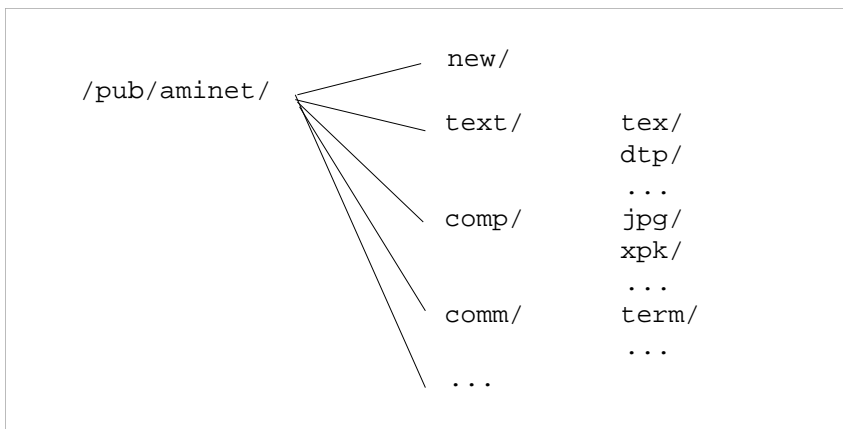 new/
/pub/aminet/
text/ tex/
dtp/
...
comp/ jpg/
xpk/
...
comm/ term/
...
...